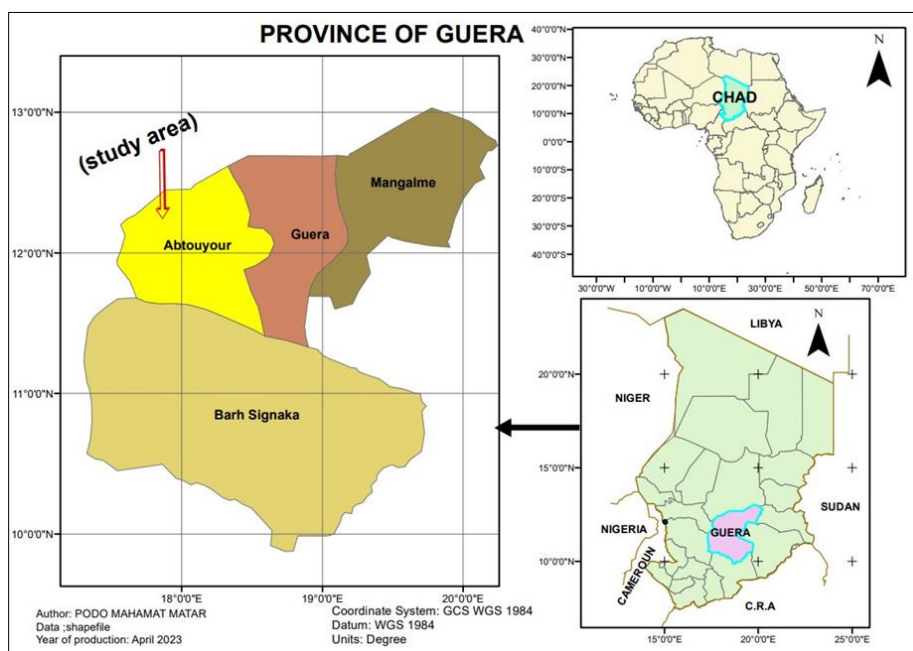 PROVINCE OF GUERA
13°0'0"N
12°0'0"N
11°0'0"N
10°0'0"N
(study area)
Mangalme
Guera
Abtouyour
Barh Signaka
18°0'0"E
19°0'0"E
20°0'0"E
Author: PODO MAHAMAT MATAR
Data ;shapefile
Year of production: April 2023
Coordinate System: GCS WGS 1984
Datum: WGS 1984
Units: Degree
40°0'0"N
30°0'0"N
20°0'0"N
10°0'0"N
0°0'0"
10°0'0"S
20°0'0"S
30°0'0"S
40°0'0"S
N
CHAD
30°0'0"W
10°0'0"W
10°0'0"E
30°0'0"E
50°0'0"E
70°0'0"E
N
LIBYA
20°0'0"N
NIGER
15°0'0"N
SUDAN
NIGERIA
GUERA
10°0'0"N
CAMEROUN
C.R.A
15°0'0"E
20°0'0"E
25°0'0"E